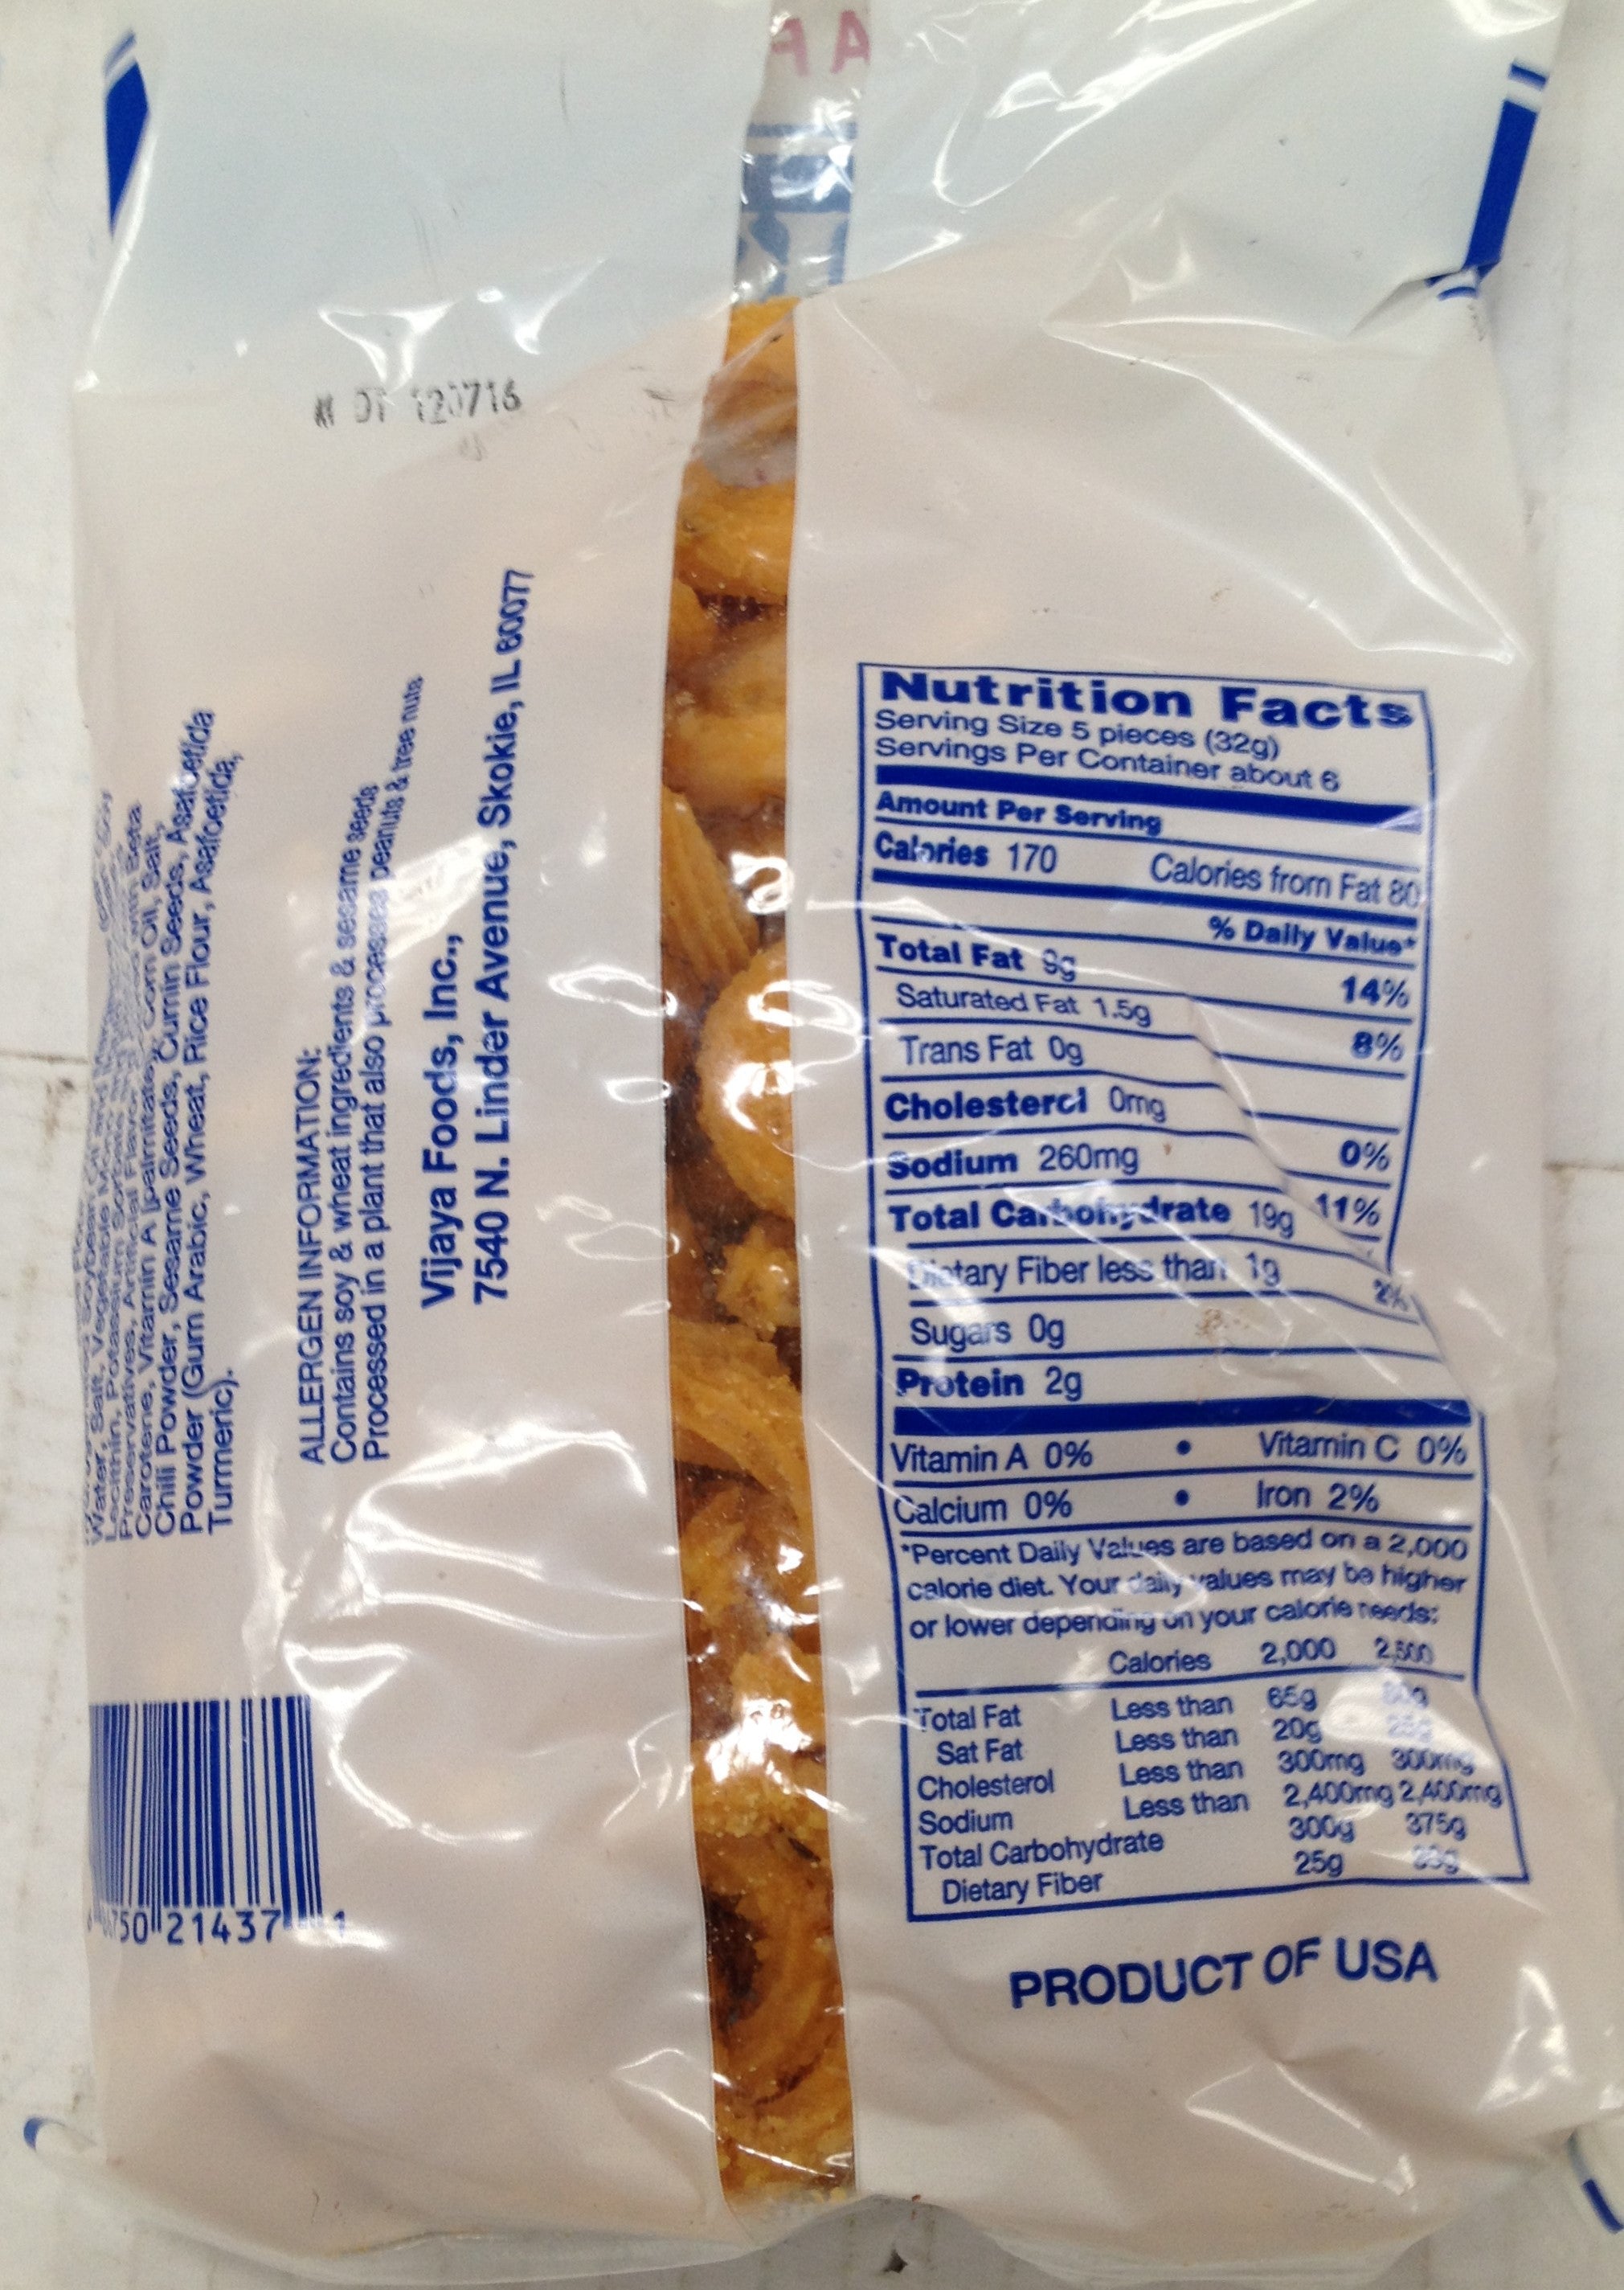 120716
Water, Salt, Vegetable
Lecithin, Potassium Sorbate
Preservatives, Artificial Flavor with Beta
Carotene, Vitamin A (palmitate), Corn Oil, Salt,
Chilli Powder, Sesame Seeds, Cumin Seeds, Asafoetida
Powder (Gum Arabic, Wheat, Rice Flour, Asafoetida,
Turmeric).
ALLERGEN INFORMATION:
Contains soy & wheat ingredients & sesame seeds
Processed in a plant that also processes peanuts & tree nuts
Vijaya Foods, Inc.,
7540 N. Linder Avenue, Skokie, IL 60077
21437 1
Nutrition Facts
Serving Size 5 pieces (32g)
Servings Per Container about 6
Amount Per Serving
Calories 170 Calories from Fat 80
% Daily Value*
Total Fat 9g 14%
Saturated Fat 1.5g 8%
Trans Fat 0g
Cholesterol 0mg 0%
Sodium 260mg 11%
Total Carbohydrate 19g
Dietary Fiber less than 1g 2%
Sugars 0g
Protein 2g
Vitamin A 0% • Vitamin C 0%
Calcium 0% • Iron 2%
*Percent Daily Values are based on a 2,000
calorie diet. Your daily values may be higher
or lower depending on your calorie needs:
Calories 2,000 2,500
Total Fat Less than 65g
Sat Fat Less than 20g
Cholesterol Less than 300mg 300mg
Sodium Less than 2,400mg 2,400mg
Total Carbohydrate 300g 375g
Dietary Fiber 25g
PRODUCT OF USA